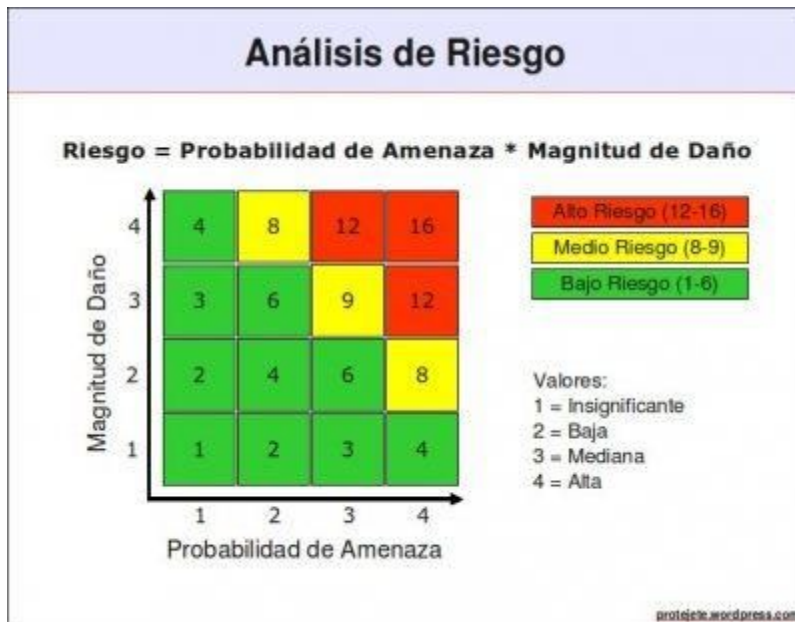 Análisis de Riesgo
Riesgo = Probabilidad de Amenaza * Magnitud de Daño
Magnitud de Daño
4 4 8 12 16
3 3 6 9 12
2 2 4 6 8
1 1 2 3 4
1 2 3 4
Probabilidad de Amenaza
Alto Riesgo (12-16)
Medio Riesgo (8-9)
Bajo Riesgo (1-6)
Valores:
1 = Insignificante
2 = Baja
3 = Mediana
4 = Alta
protejete.wordpress.com